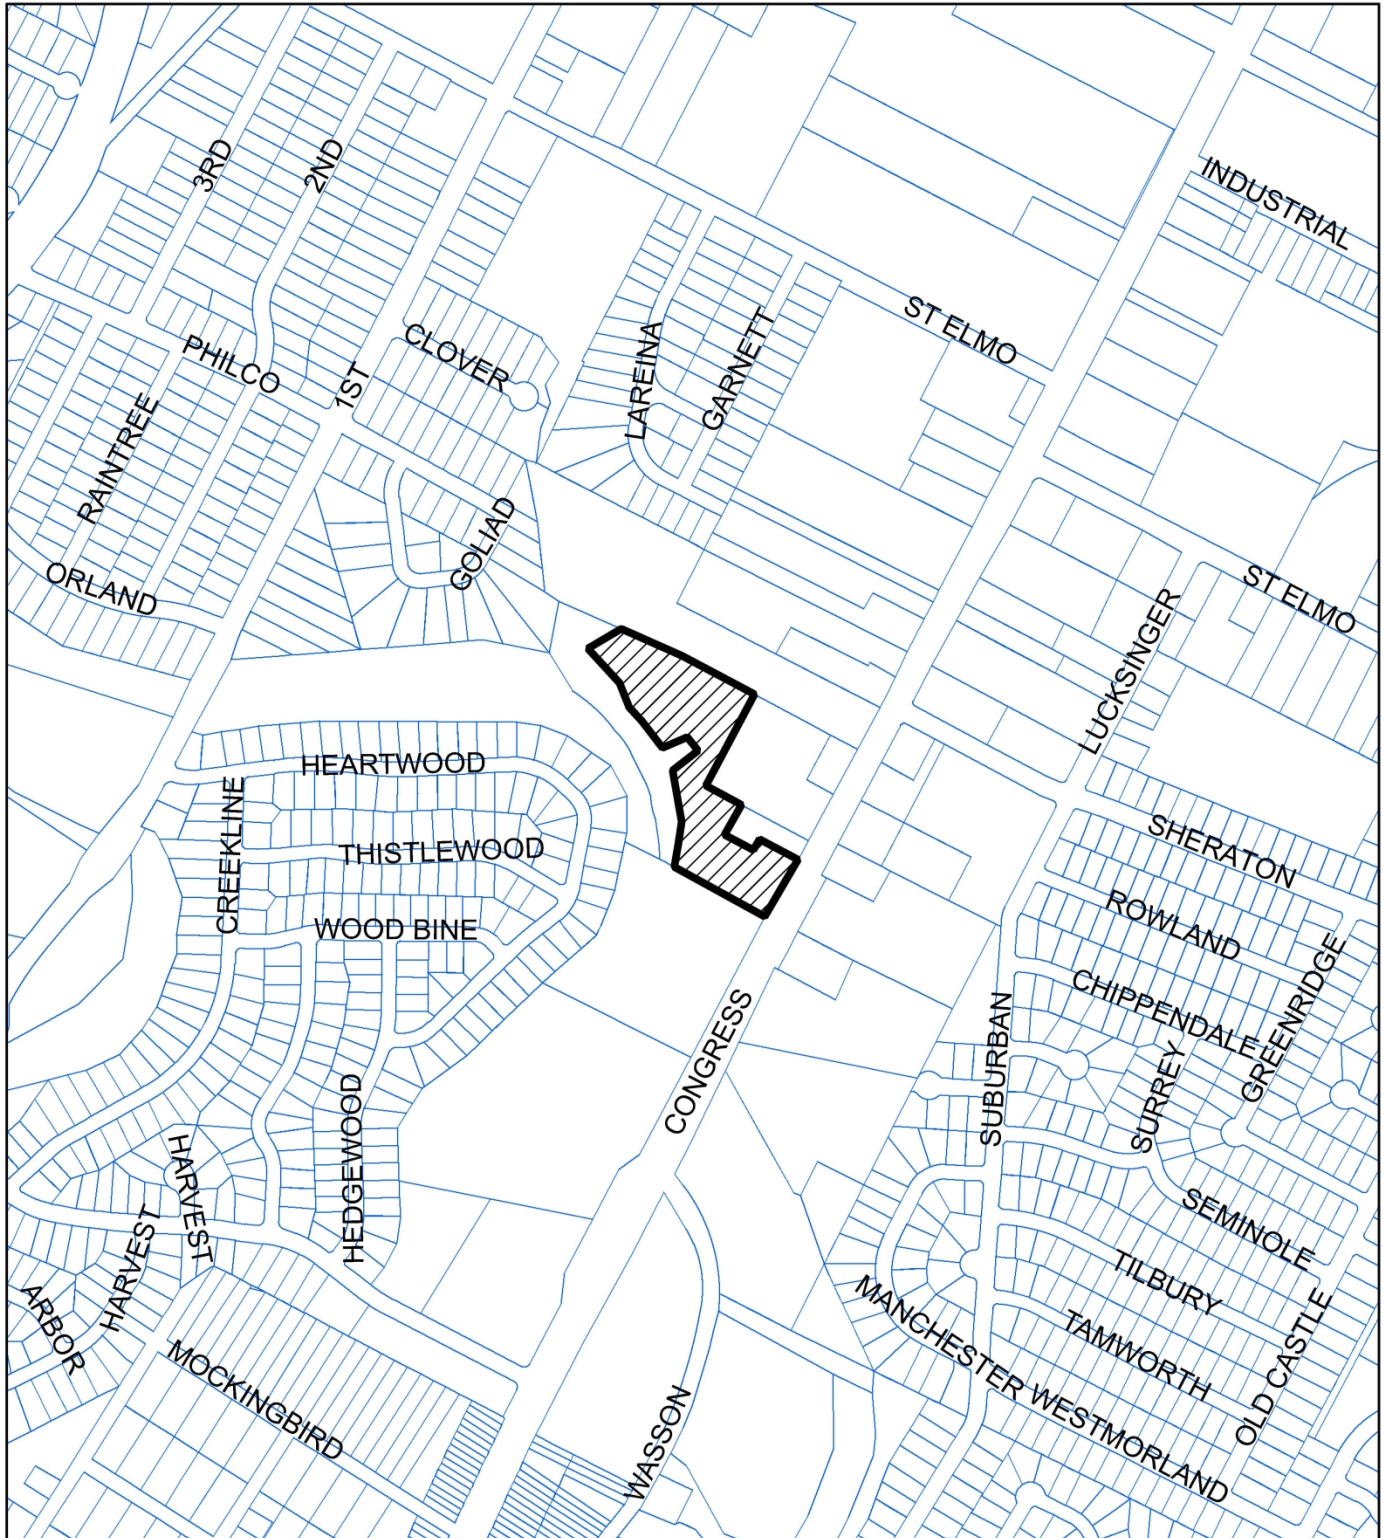 3RD
2ND
INDUSTRIAL
ST ELMO
CLOVER
PHILCO
1ST
LAREINA
GARNETT
RAINTREE
GOLIAD
ORLAND
ST ELMO
LUCKSINGER
HEARTWOOD
CREEKLINE
THISTLEWOOD
SHERATON
ROWLAND
WOOD BINE
GREENRIDGE
CHIPPENDALE
CONGRESS
SUBURBAN
SURREY
HEDGEWOOD
HARVEST
HARVEST
SEMINOLE
TILBURY
ARBOR
MANCHESTER
TAMWORTH
OLD CASTLE
MOCKINGBIRD
WESTMORLAND
WASSON